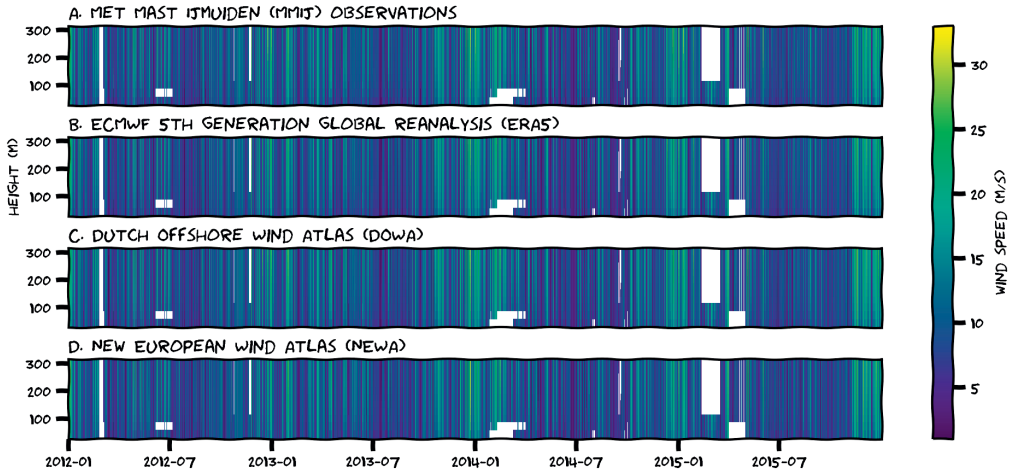 A. MET MAST IJMUIDEN (MMIJ) OBSERVATIONS
300
200
100
B. ECMWF 5TH GENERATION GLOBAL REANALYSIS (ERA5)
300
200
100
C. DUTCH OFFSHORE WIND ATLAS (DOWA)
300
200
100
D. NEW EUROPEAN WIND ATLAS (NEWA)
300
200
100
HEIGHT (M)
2012-01 2012-07 2013-01 2013-07 2014-01 2014-07 2015-01 2015-07
30
25
20
15
10
5
WIND SPEED (M/S)